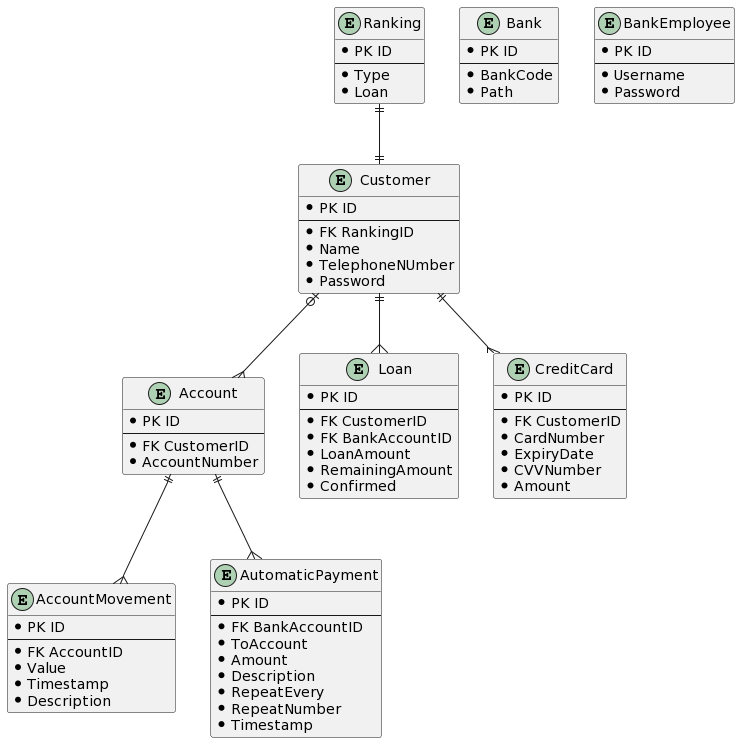 E Ranking
PK ID
Type
Loan
E Bank
PK ID
BankCode
Path
E BankEmployee
PK ID
Username
Password
E Customer
PK ID
FK RankingID
Name
TelephoneNUmber
Password
E Account
PK ID
FK CustomerID
AccountNumber
E Loan
PK ID
FK CustomerID
FK BankAccountID
LoanAmount
RemainingAmount
Confirmed
E CreditCard
PK ID
FK CustomerID
CardNumber
ExpiryDate
CVVNumber
Amount
E AccountMovement
PK ID
FK AccountID
Value
Timestamp
Description
E AutomaticPayment
PK ID
FK BankAccountID
ToAccount
Amount
Description
RepeatEvery
RepeatNumber
Timestamp